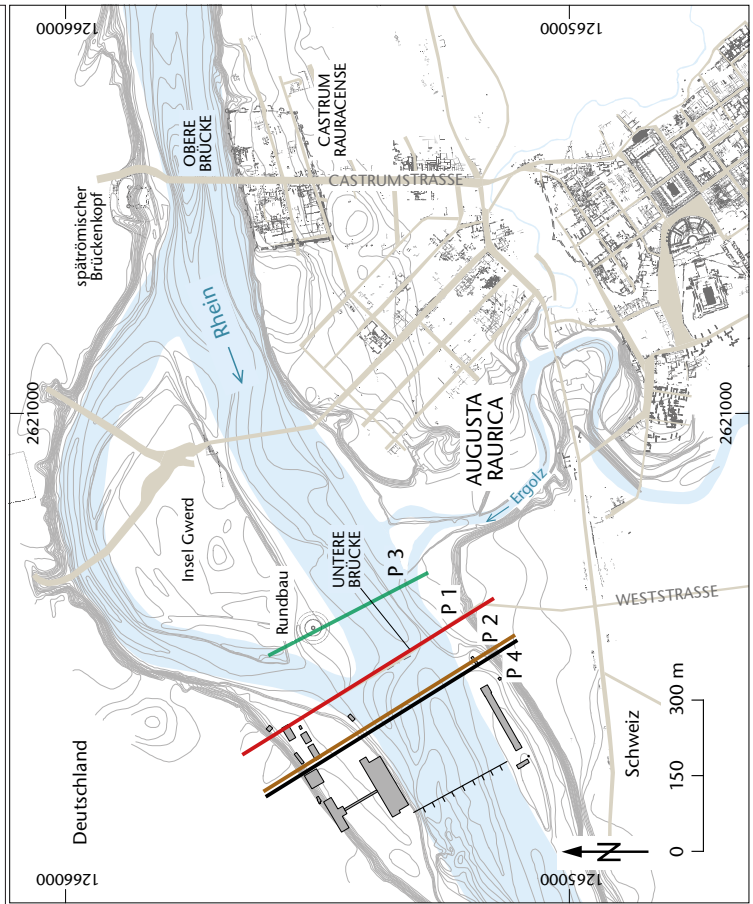 1266000
1265000
spätrömischer
Brückenkopf
OBERE
BRÜCKE
CASTRUM
RAURACENSE
CASTRUMSTRASSE
Rhein
2621000
2621000
AUGUSTA
RAURICA
Insel Gwerd
Ergolz
Rundbau
UNTERE
BRÜCKE
P 3
P 1
P 2
P 4
WESTSTRASSE
Deutschland
Schweiz
N
0
150
300 m
1266000
1265000